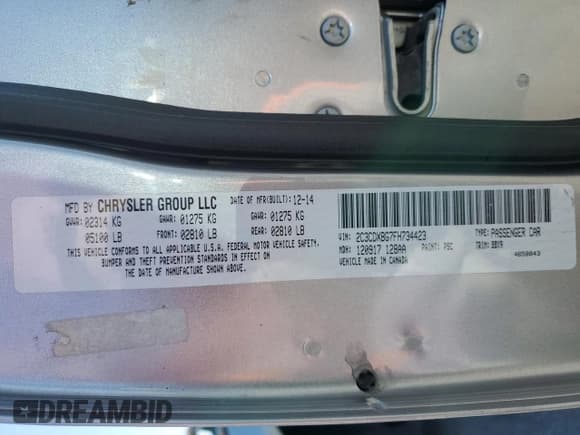 MFD BY CHRYSLER GROUP LLC
DATE OF MFR(BUILT): 12-14
GVWR: 02314 KG GAWR: 01275 KG GAWR: 01275 KG
05100 LB FRONT: 02810 LB REAR: 02810 LB
THIS VEHICLE CONFORMS TO ALL APPLICABLE U.S.A. FEDERAL MOTOR VEHICLE SAFETY,
BUMPER AND THEFT PREVENTION STANDARDS IN EFFECT ON
THE DATE OF MANUFACTURE SHOWN ABOVE.
VIN: 2C3CDXBG7FH734423 TYPE: PASSENGER CAR
MDH: 120917 128AA PAINT: PSC TRIM: BBX9
VEHICLE MADE IN CANADA 4650843
DREAMBID